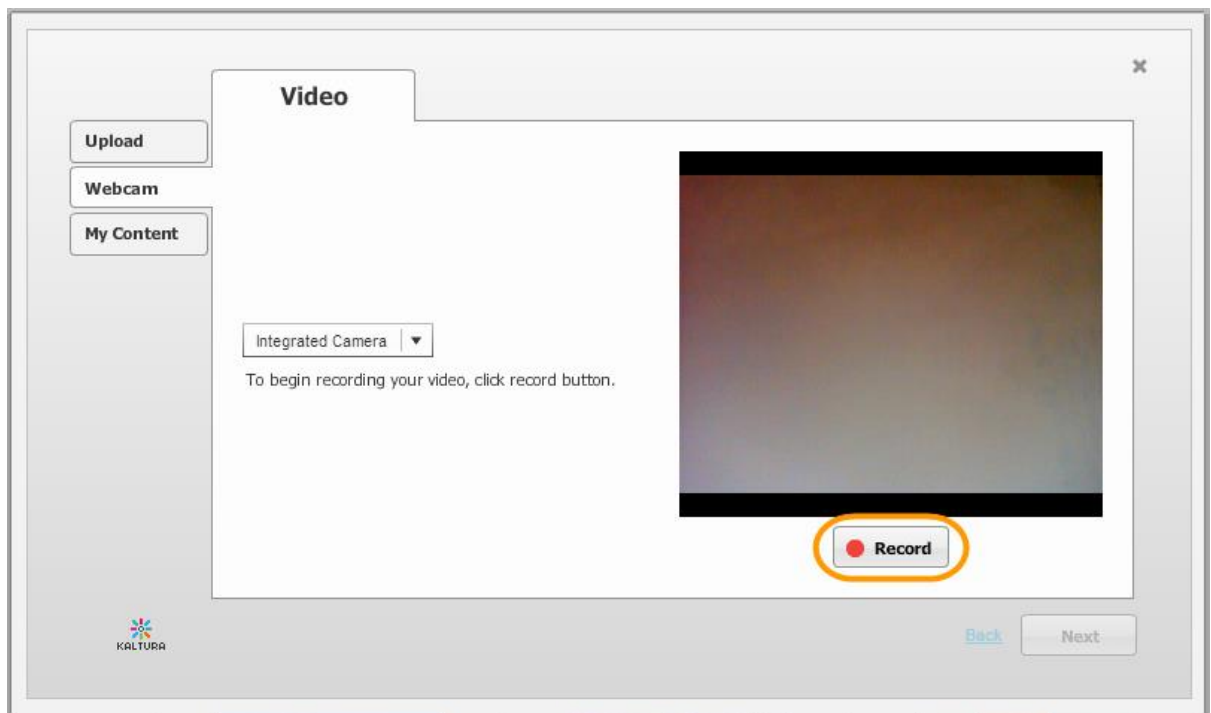 Video
Upload
Webcam
My Content
Integrated Camera
To begin recording your video, click record button.
Record
KALTURA
Back
Next